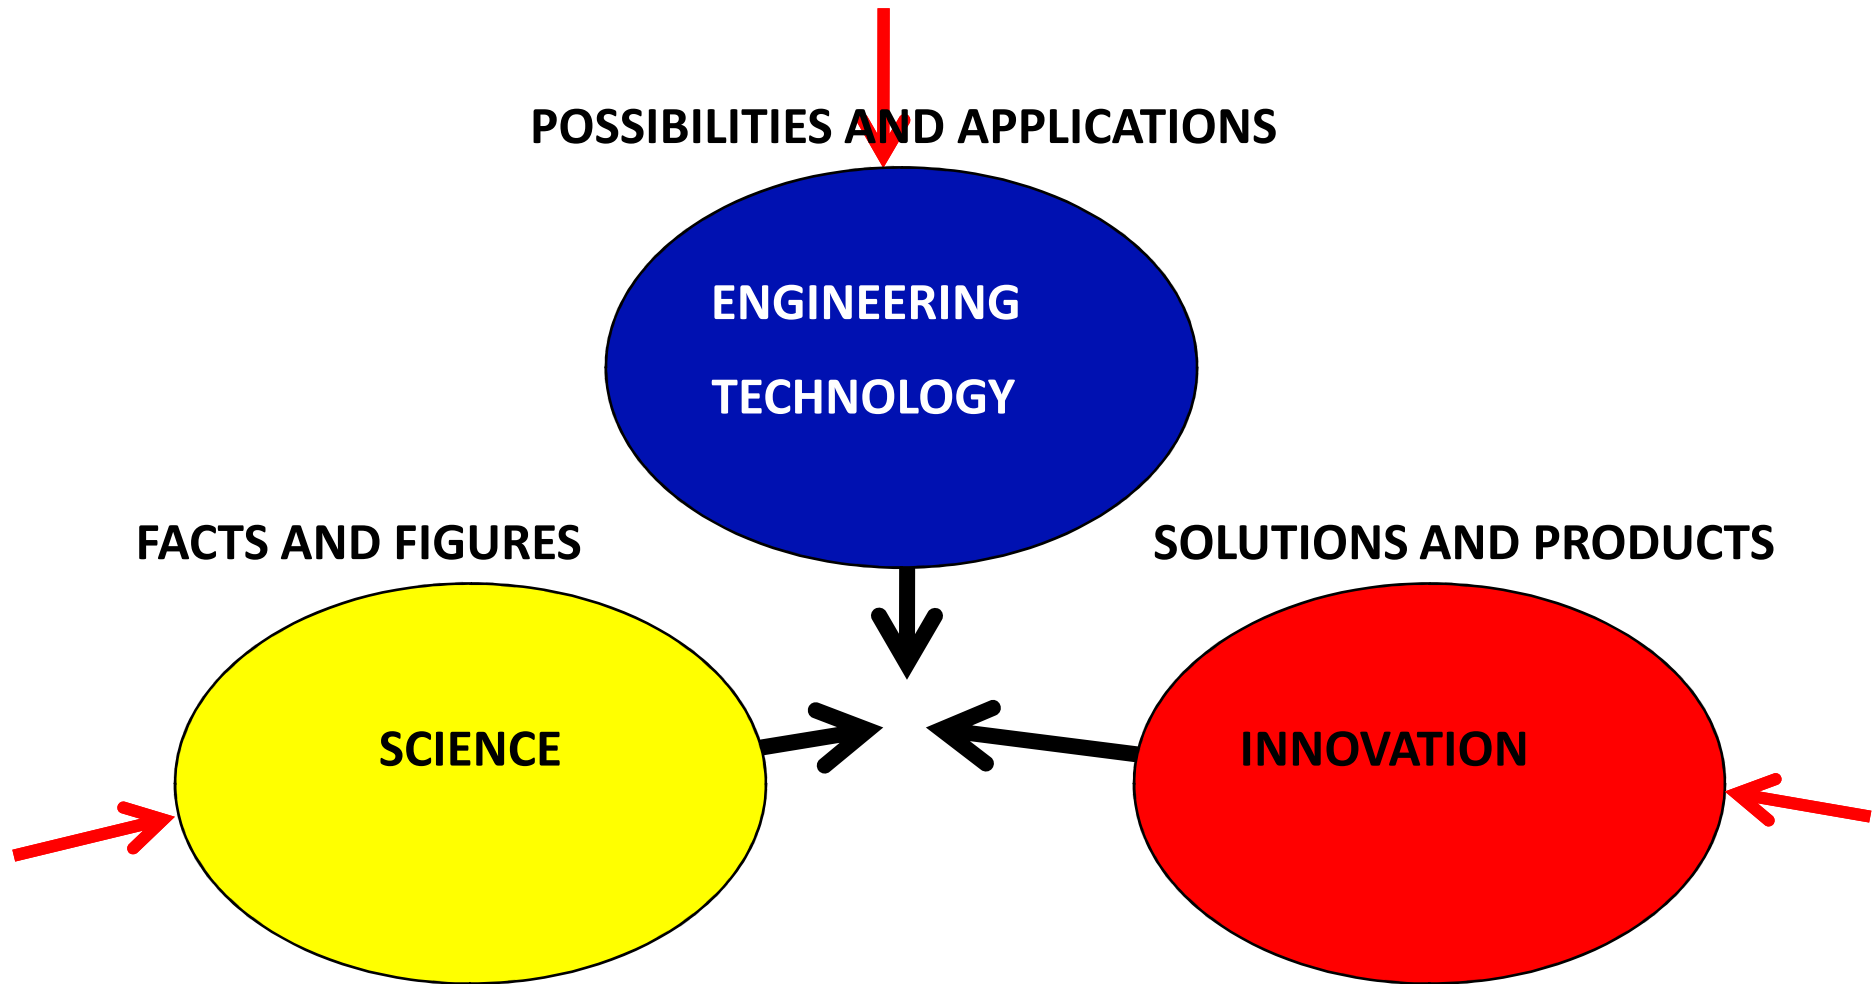 POSSIBILITIES AND APPLICATIONS
ENGINEERING
TECHNOLOGY
FACTS AND FIGURES
SOLUTIONS AND PRODUCTS
SCIENCE
INNOVATION